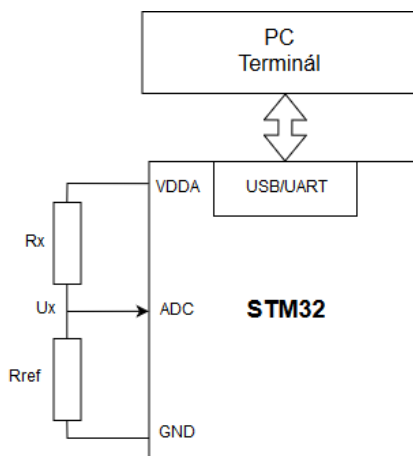 PC
Terminál
VDDA
USB/UART
Rx
Ux
ADC
STM32
Rref
GND